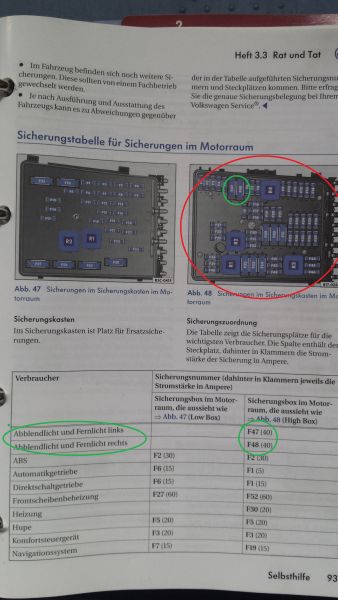 2
Heft 3.3 Rat und Tat
• Im Fahrzeug befinden sich noch weitere Si-
cherungen. Diese sollten von einem Fachbetrieb
gewechselt werden.
• Je nach Ausführung und Ausstattung des
Fahrzeugs kann es zu Abweichungen gegenüber
der in der Tabelle aufgeführten Sicherungsnum
mern und Steckplätzen kommen. Bitte erfrag
Sie die genaue Sicherungsbelegung bei Ihrem
Volkswagen Service®.
Sicherungstabelle für Sicherungen im Motorraum
R2
R1
Abb. 47 Sicherungen im Sicherungskasten im Mo-
torraum
Abb. 48 Sicherungen im Sicherungskasten im Mo
torraum
Sicherungskasten
Im Sicherungskasten ist Platz für Ersatzsiche-
rungen.
Sicherungszuordnung
Die Tabelle zeigt die Sicherungsplätze für die
wichtigsten Verbraucher. Die Spalte enthält den
Steckplatz, dahinter in Klammern die Strom-
stärke der Sicherung in Ampere.
Verbraucher
Sicherungsnummer (dahinter in Klammern jeweils die
Stromstärke in Ampere)
Sicherungsbox im Motor-
raum, die aussieht wie
⇒ Abb. 47 (Low Box)
Sicherungsbox im Motor-
raum, die aussieht wie
⇒ Abb. 48 (High Box)
Abblendlicht und Fernlicht links F47 (40)
Abblendlicht und Fernlicht rechts F48 (40)
ABS F2 (30) F2 (30)
Automatikgetriebe F6 (15) F1 (5)
Direktschaltgetriebe F6 (15) F1 (15)
Frontscheibenbeheizung F27 (60) F52 (60)
Heizung F30 (20)
Hupe F5 (20) F5 (20)
Komfortsteuergerät F3 (20) F3 (20)
Navigationssystem F7 (15) F19 (15)
Selbsthilfe 93